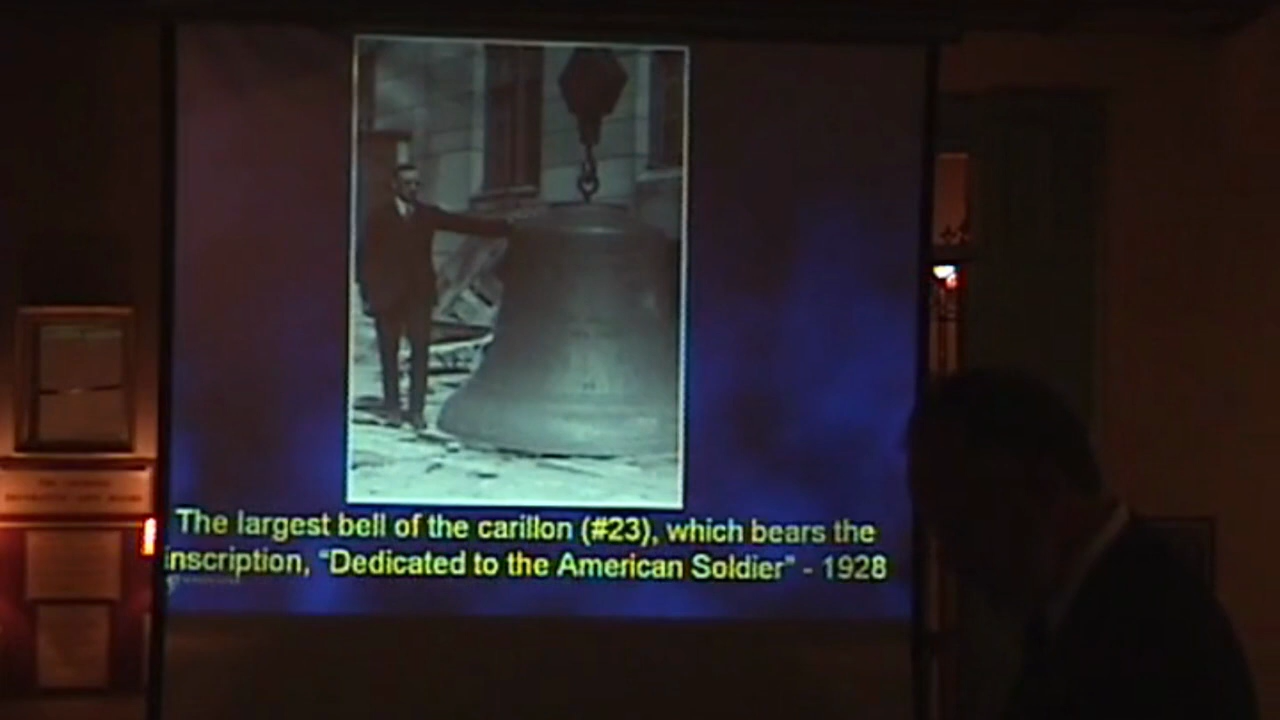 The largest bell of the carillon (#23), which bears the
inscription, "Dedicated to the American Soldier" - 1928